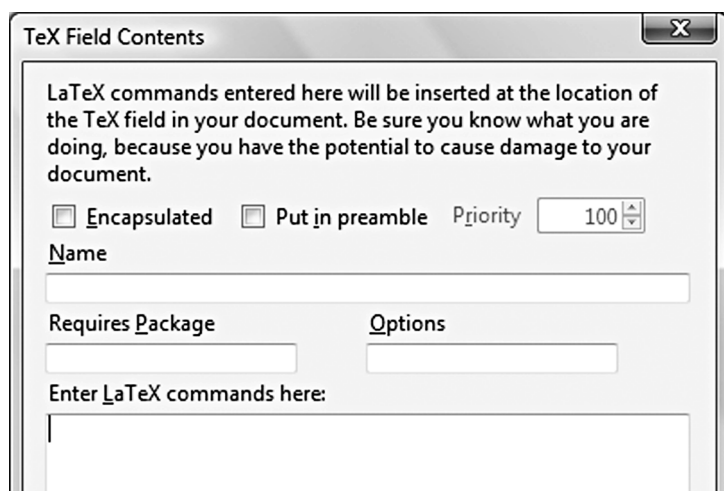 TeX Field Contents
LaTeX commands entered here will be inserted at the location of
the TeX field in your document. Be sure you know what you are
doing, because you have the potential to cause damage to your
document.
Encapsulated Put in preamble Priority 100
Name
Requires Package Options
Enter LaTeX commands here: